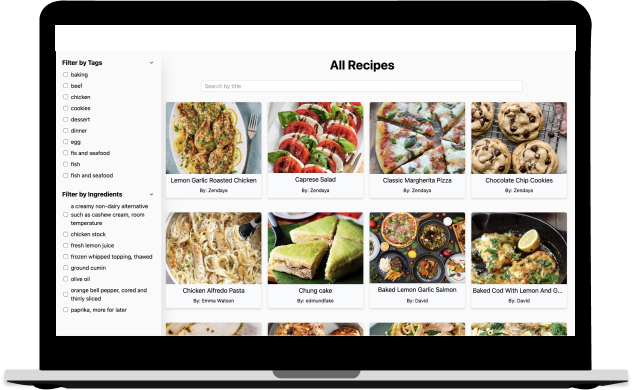 Filter by Tags
baking
beef
chicken
cookies
dessert
dinner
egg
fis and seafood
fish
fish and seafood
Filter by Ingredients
a creamy non-dairy alternative
such as cashew cream, room
temperature
chicken stock
fresh lemon juice
frozen whipped topping, thawed
ground cumin
olive oil
orange bell pepper, cored and
thinly sliced
paprika, more for later
All Recipes
Search by title
Lemon Garlic Roasted Chicken
By: Zendaya
Caprese Salad
By: Zendaya
Classic Margherita Pizza
By: Zendaya
Chocolate Chip Cookies
By: Zendaya
Chicken Alfredo Pasta
By: Emma Watson
Chung cake
By: edmundfake
Baked Lemon Garlic Salmon
By: David
Baked Cod With Lemon And G...
By: David